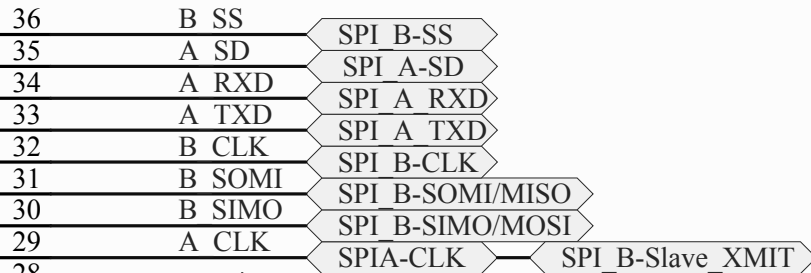 36 B SS SPI_B-SS
35 A SD SPI_A-SD
34 A RXD SPI_A_RXD
33 A TXD SPI_A_TXD
32 B CLK SPI_B-CLK
31 B SOMI SPI_B-SOMI/MISO
30 B SIMO SPI_B-SIMO/MOSI
29 A CLK SPIA-CLK SPI_B-Slave_XMIT
28